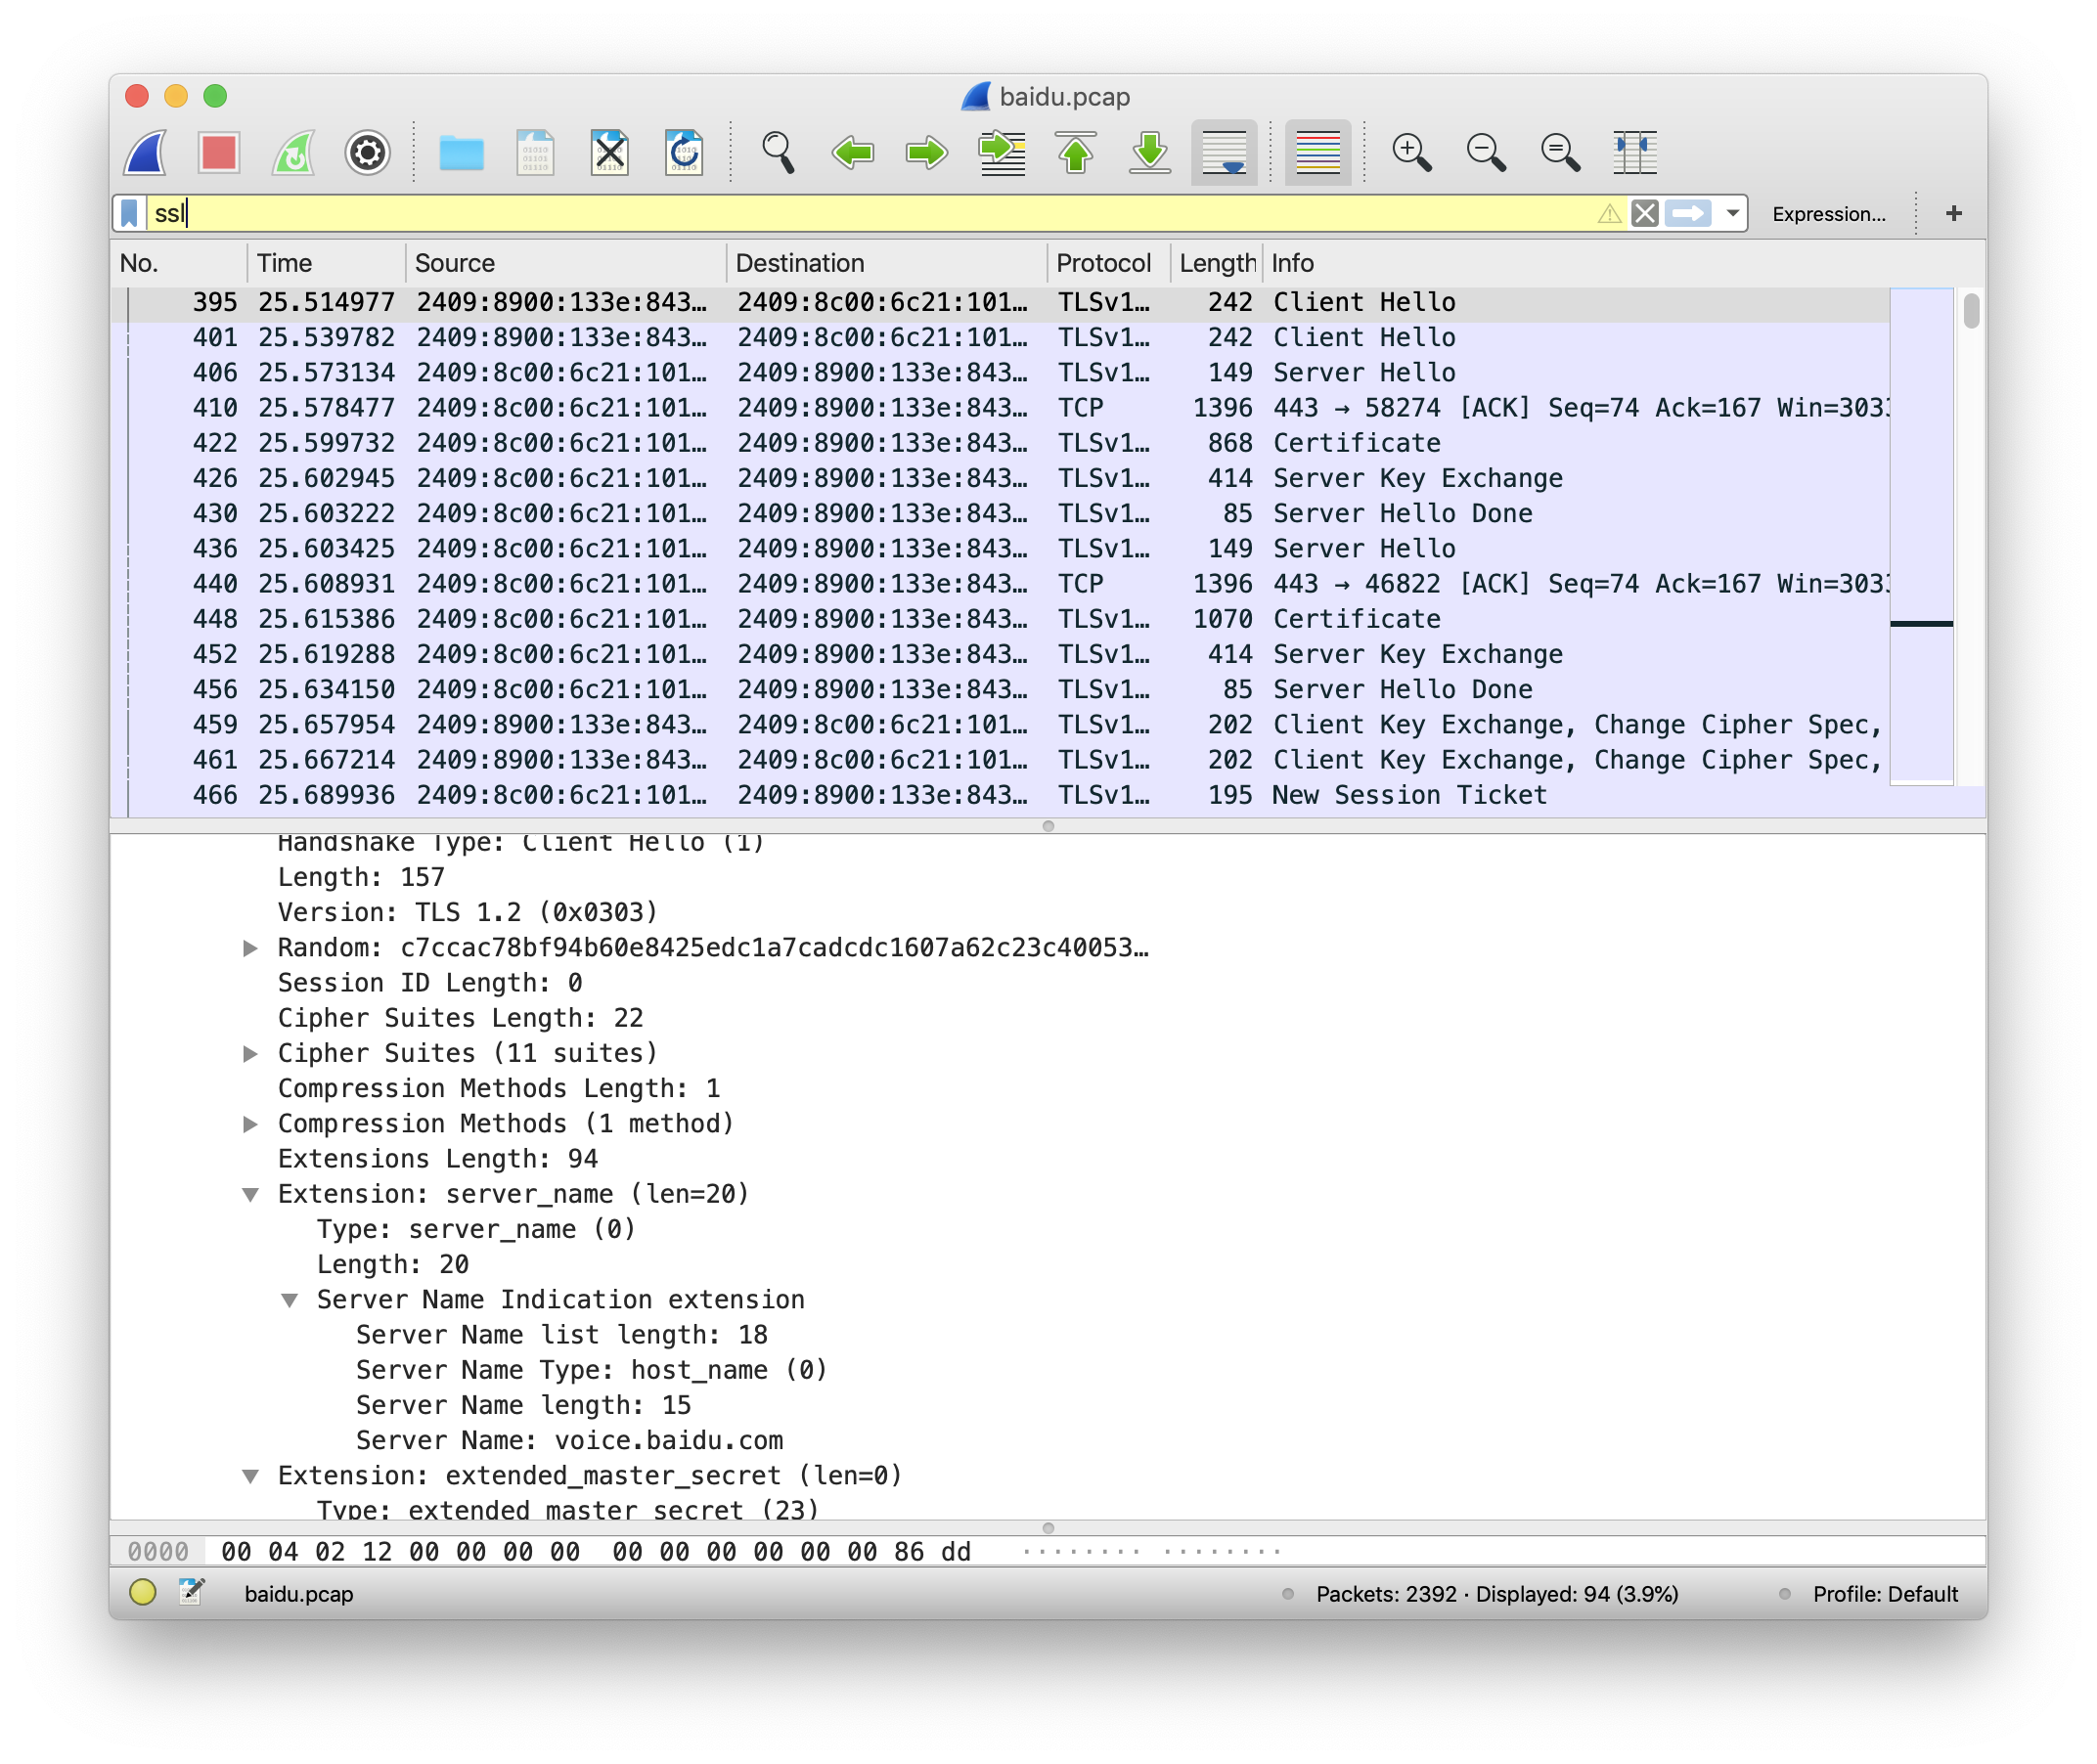 baidu.pcap
ssl
Expression...
+
No. Time Source Destination Protocol Length Info
395 25.514977 2409:8900:133e:843… 2409:8c00:6c21:101… TLSv1… 242 Client Hello
401 25.539782 2409:8900:133e:843… 2409:8c00:6c21:101… TLSv1… 242 Client Hello
406 25.573134 2409:8c00:6c21:101… 2409:8900:133e:843… TLSv1… 149 Server Hello
410 25.578477 2409:8c00:6c21:101… 2409:8900:133e:843… TCP 1396 443 → 58274 [ACK] Seq=74 Ack=167 Win=3033
422 25.599732 2409:8c00:6c21:101… 2409:8900:133e:843… TLSv1… 868 Certificate
426 25.602945 2409:8c00:6c21:101… 2409:8900:133e:843… TLSv1… 414 Server Key Exchange
430 25.603222 2409:8c00:6c21:101… 2409:8900:133e:843… TLSv1… 85 Server Hello Done
436 25.603425 2409:8c00:6c21:101… 2409:8900:133e:843… TLSv1… 149 Server Hello
440 25.608931 2409:8c00:6c21:101… 2409:8900:133e:843… TCP 1396 443 → 46822 [ACK] Seq=74 Ack=167 Win=3033
448 25.615386 2409:8c00:6c21:101… 2409:8900:133e:843… TLSv1… 1070 Certificate
452 25.619288 2409:8c00:6c21:101… 2409:8900:133e:843… TLSv1… 414 Server Key Exchange
456 25.634150 2409:8c00:6c21:101… 2409:8900:133e:843… TLSv1… 85 Server Hello Done
459 25.657954 2409:8900:133e:843… 2409:8c00:6c21:101… TLSv1… 202 Client Key Exchange, Change Cipher Spec,
461 25.667214 2409:8900:133e:843… 2409:8c00:6c21:101… TLSv1… 202 Client Key Exchange, Change Cipher Spec,
466 25.689936 2409:8c00:6c21:101… 2409:8900:133e:843… TLSv1… 195 New Session Ticket
Handshake Type: Client Hello (1)
Length: 157
Version: TLS 1.2 (0x0303)
Random: c7ccac78bf94b60e8425edc1a7cadcdc1607a62c23c40053…
Session ID Length: 0
Cipher Suites Length: 22
Cipher Suites (11 suites)
Compression Methods Length: 1
Compression Methods (1 method)
Extensions Length: 94
Extension: server_name (len=20)
Type: server_name (0)
Length: 20
Server Name Indication extension
Server Name list length: 18
Server Name Type: host_name (0)
Server Name length: 15
Server Name: voice.baidu.com
Extension: extended_master_secret (len=0)
Type: extended_master_secret (23)
0000 00 04 02 12 00 00 00 00 00 00 00 00 00 00 86 dd ········ ········
baidu.pcap Packets: 2392 · Displayed: 94 (3.9%) Profile: Default